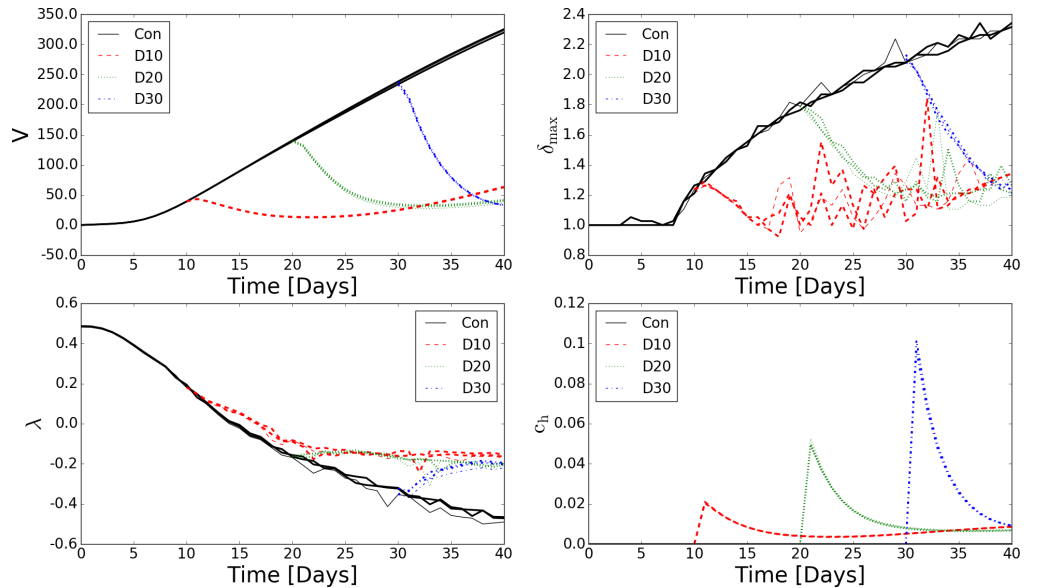 350.0
300.0
250.0
200.0
150.0
100.0
50.0
0.0
-50.0
V
Con
D10
D20
D30
0 5 10 15 20 25 30 35 40
Time [Days]
2.4
2.2
2.0
1.8
1.6
1.4
1.2
1.0
0.8
δmax
Con
D10
D20
D30
0 5 10 15 20 25 30 35 40
Time [Days]
0.6
0.4
0.2
0.0
-0.2
-0.4
-0.6
λ
Con
D10
D20
D30
0 5 10 15 20 25 30 35 40
Time [Days]
0.12
0.10
0.08
0.06
0.04
0.02
0.00
ch
Con
D10
D20
D30
0 5 10 15 20 25 30 35 40
Time [Days]